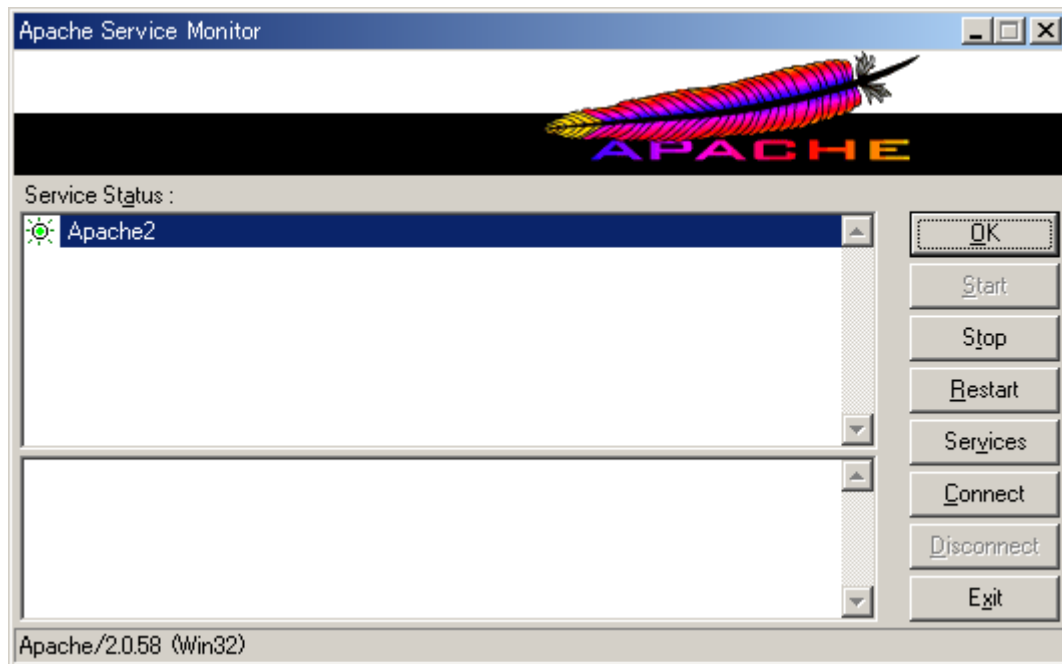 Apache Service Monitor
APACHE
Service Status :
Apache2
OK
Start
Stop
Restart
Services
Connect
Disconnect
Exit
Apache/2.0.58 (Win32)